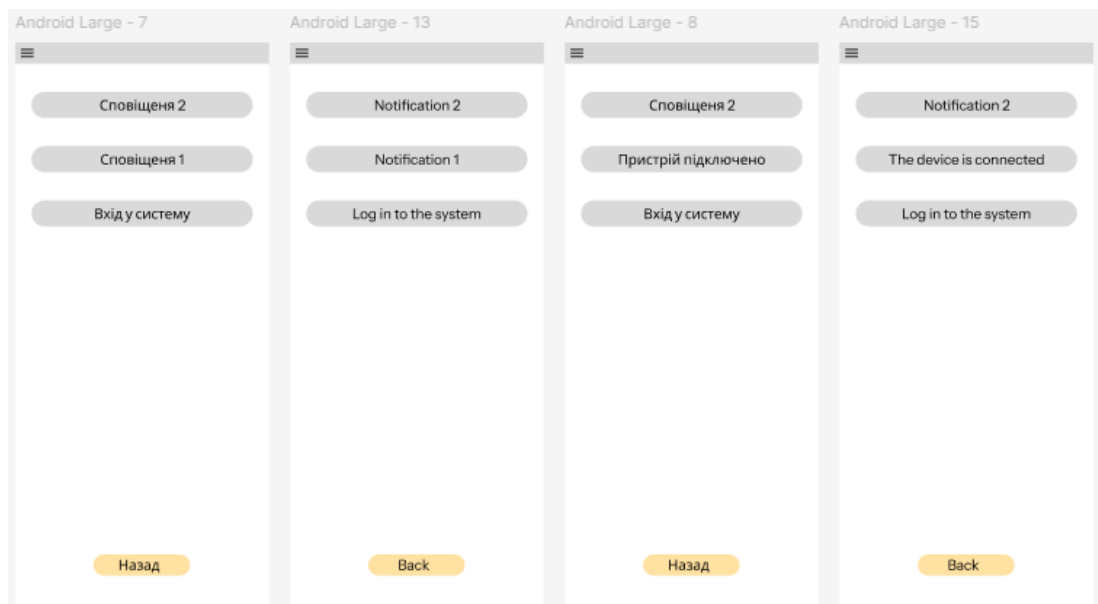 Android Large - 7
Сповіщеня 2
Сповіщеня 1
Вхід у систему
Назад
Android Large - 13
Notification 2
Notification 1
Log in to the system
Back
Android Large - 8
Сповіщеня 2
Пристрій підключено
Вхід у систему
Назад
Android Large - 15
Notification 2
The device is connected
Log in to the system
Back